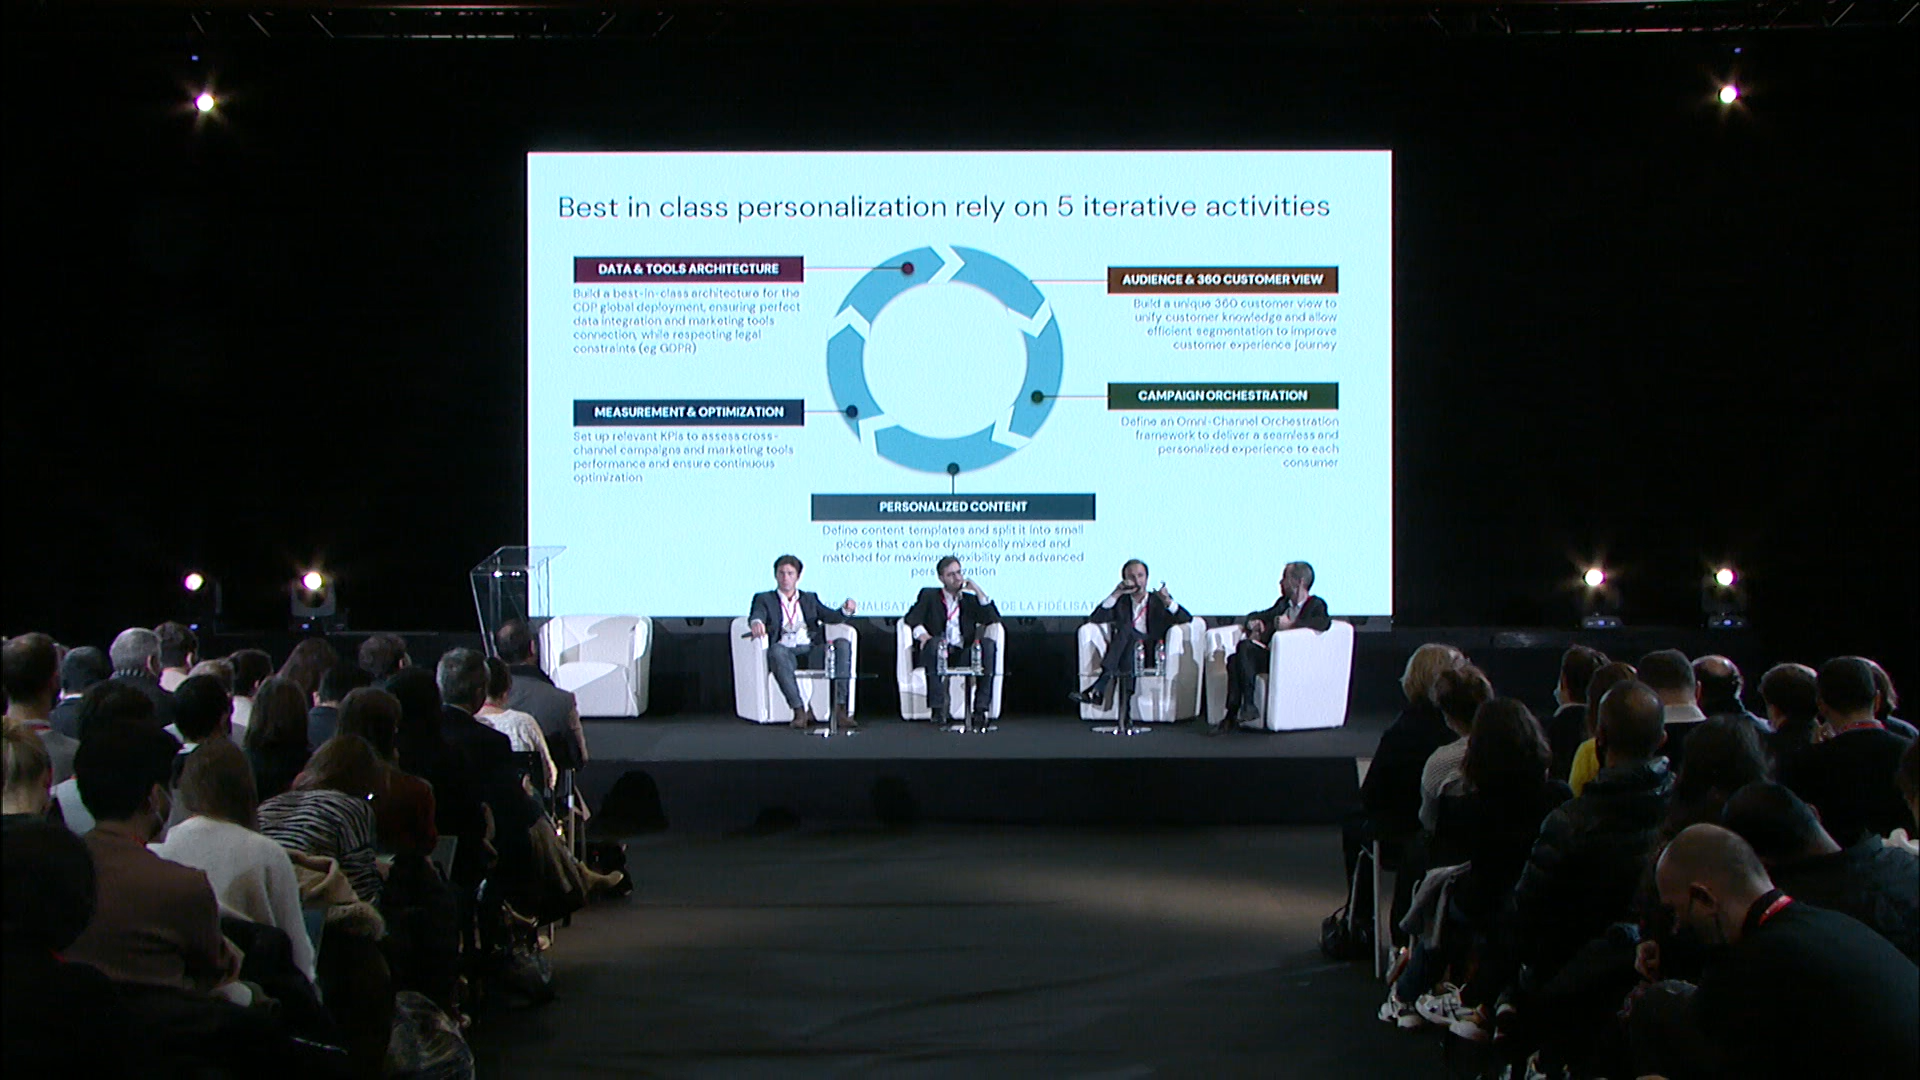 Best in class personalization rely on 5 iterative activities
DATA & TOOLS ARCHITECTURE
Build a best-in-class architecture for the
CDP global deployment, ensuring perfect
data integration and marketing tools
connection, while respecting legal
constraints (eg GDPR)
AUDIENCE & 360 CUSTOMER VIEW
Build a unique 360 customer view to
unify customer knowledge and allow
efficient segmentation to improve
customer experience journey
MEASUREMENT & OPTIMIZATION
Set up relevant KPIs to assess cross-
channel campaigns and marketing tools
performance and ensure continuous
optimization
CAMPAIGN ORCHESTRATION
Define an Omni-Channel Orchestration
framework to deliver a seamless and
personalized experience to each
consumer
PERSONALIZED CONTENT
Define content templates and split it into small
pieces that can be dynamically mixed and
matched for maximum flexibility and advanced
DE LA